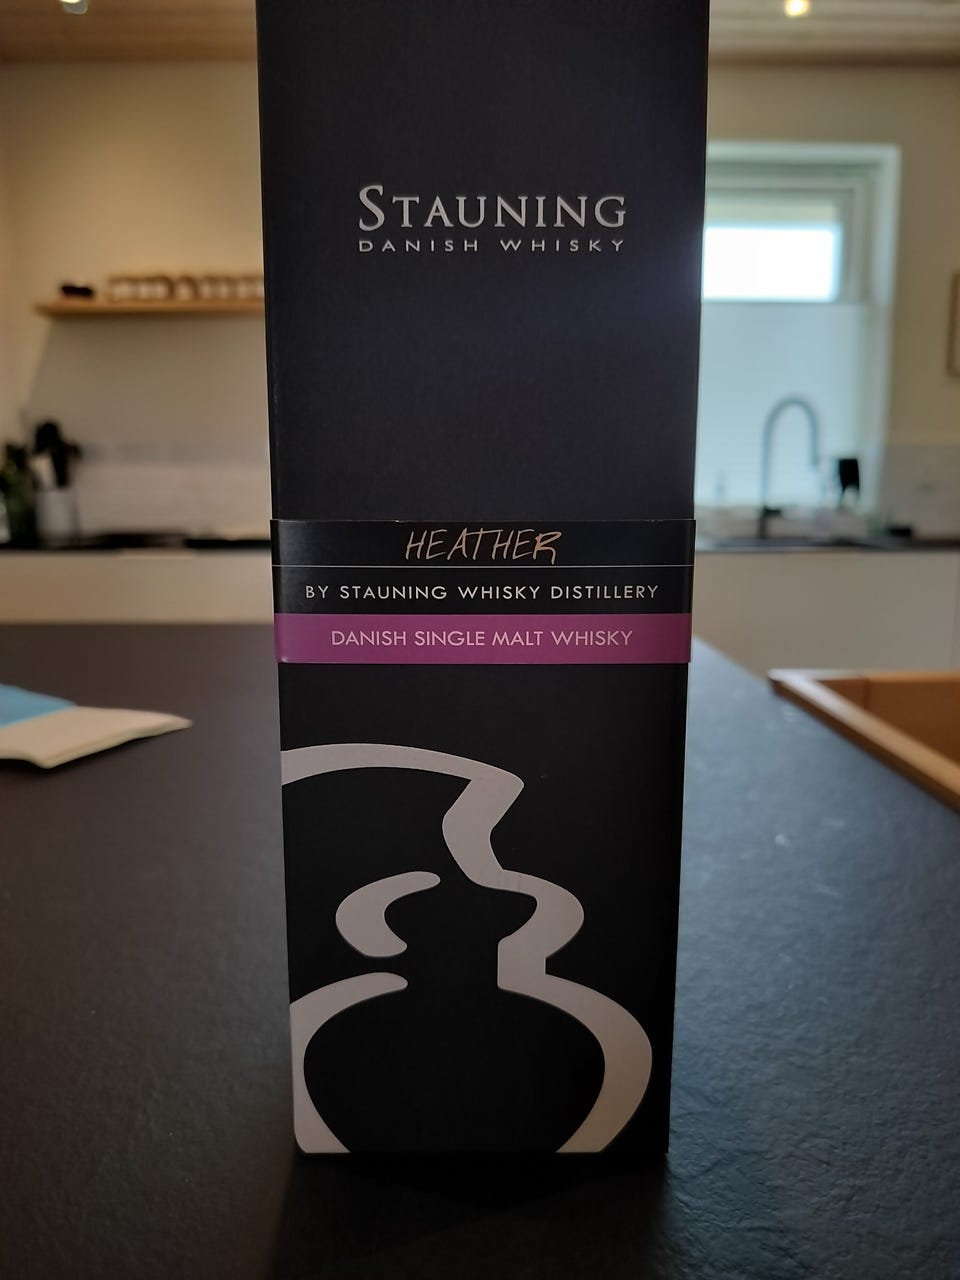 STAUNING
DANISH WHISKY
HEATHER
BY STAUNING WHISKY DISTILLERY
DANISH SINGLE MALT WHISKY